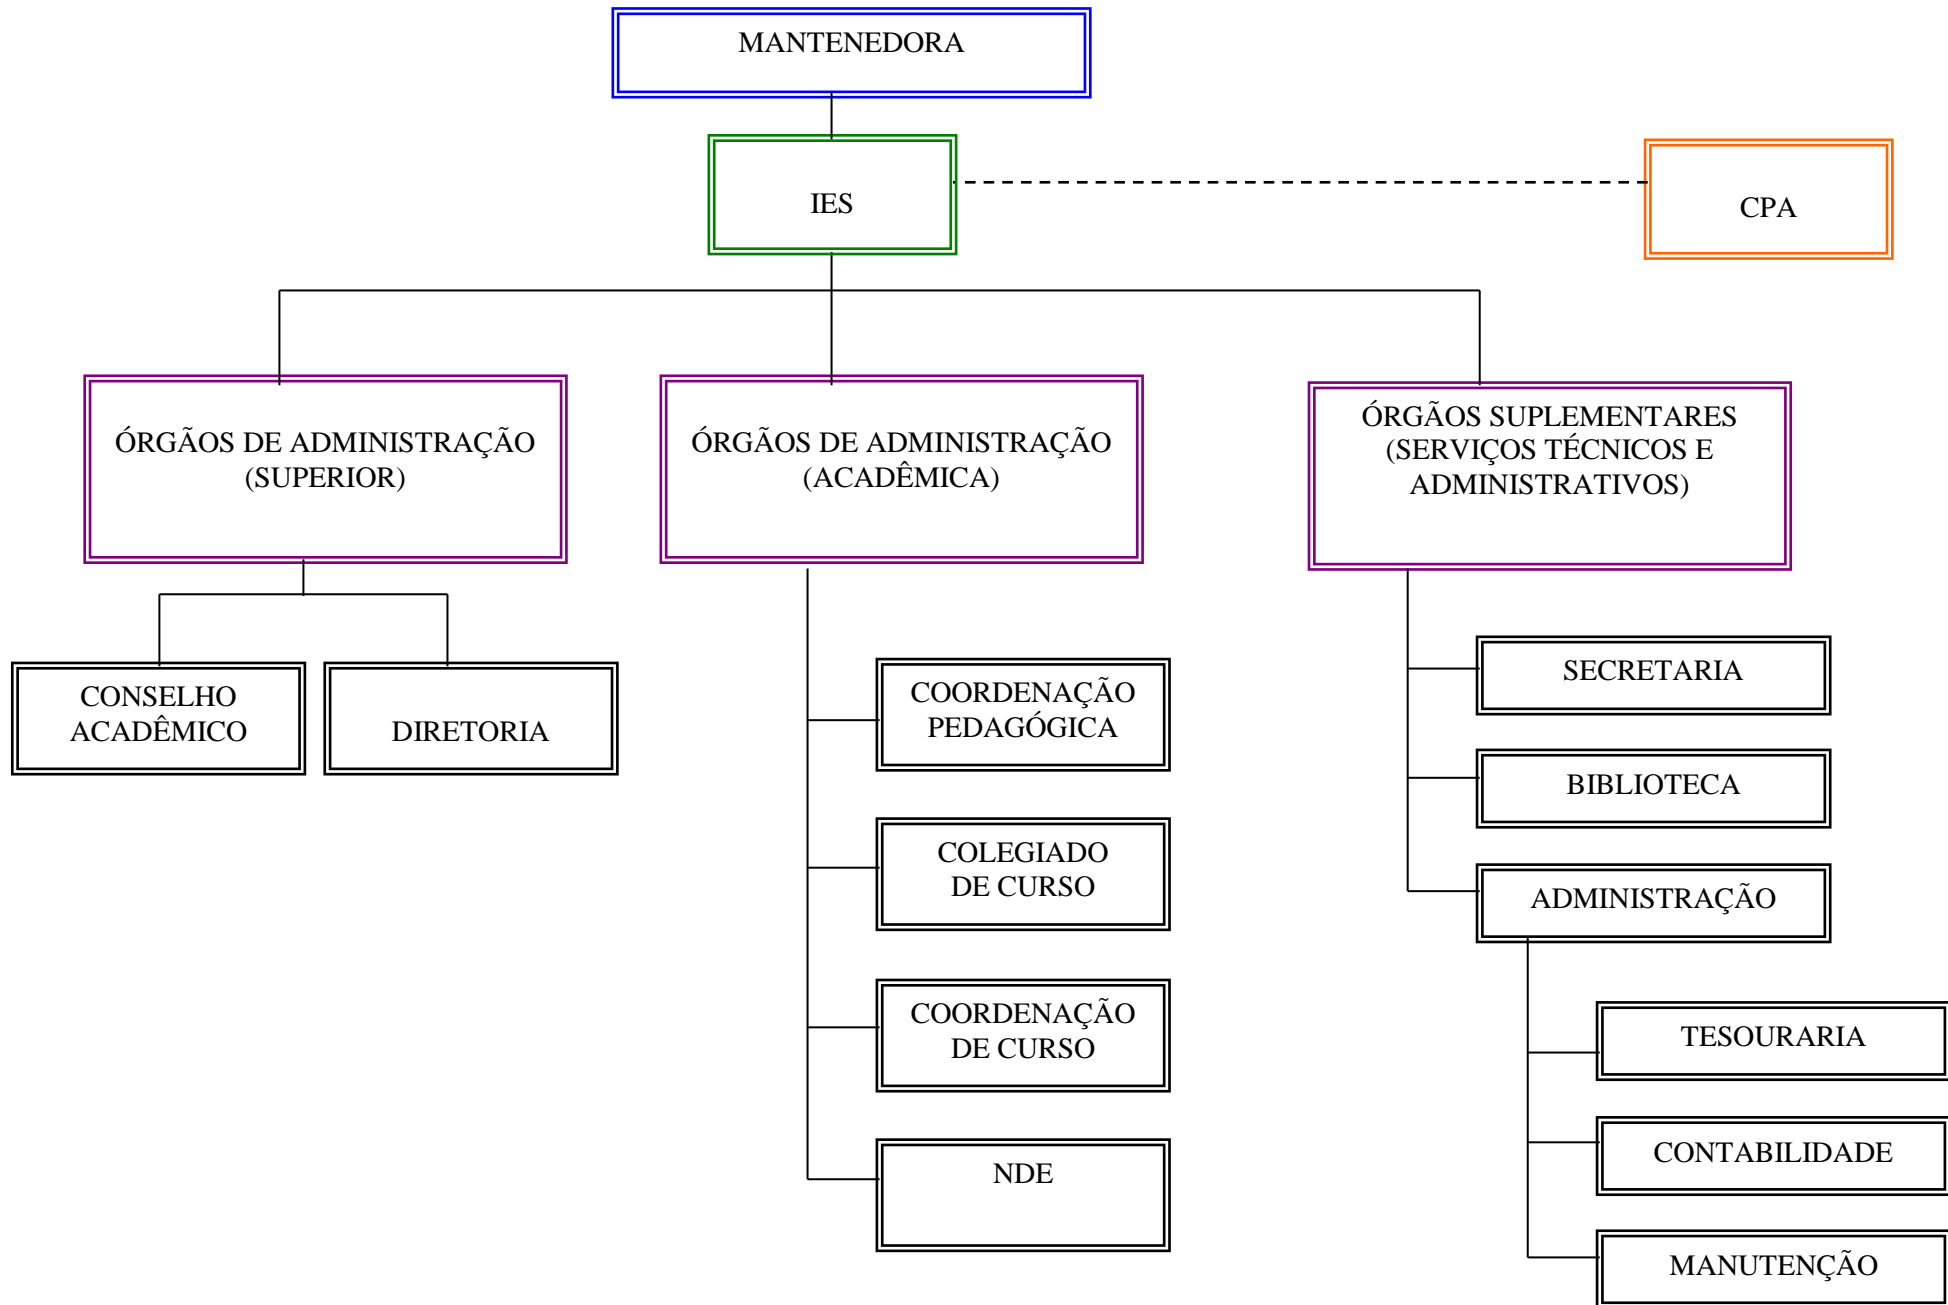 MANTENEDORA
IES
CPA
ÓRGÃOS DE ADMINISTRAÇÃO
(SUPERIOR)
ÓRGÃOS DE ADMINISTRAÇÃO
(ACADÊMICA)
ÓRGÃOS SUPLEMENTARES
(SERVIÇOS TÉCNICOS E
ADMINISTRATIVOS)
CONSELHO
ACADÊMICO
DIRETORIA
COORDENAÇÃO
PEDAGÓGICA
COLEGIADO
DE CURSO
COORDENAÇÃO
DE CURSO
NDE
SECRETARIA
BIBLIOTECA
ADMINISTRAÇÃO
TESOURARIA
CONTABILIDADE
MANUTENÇÃO